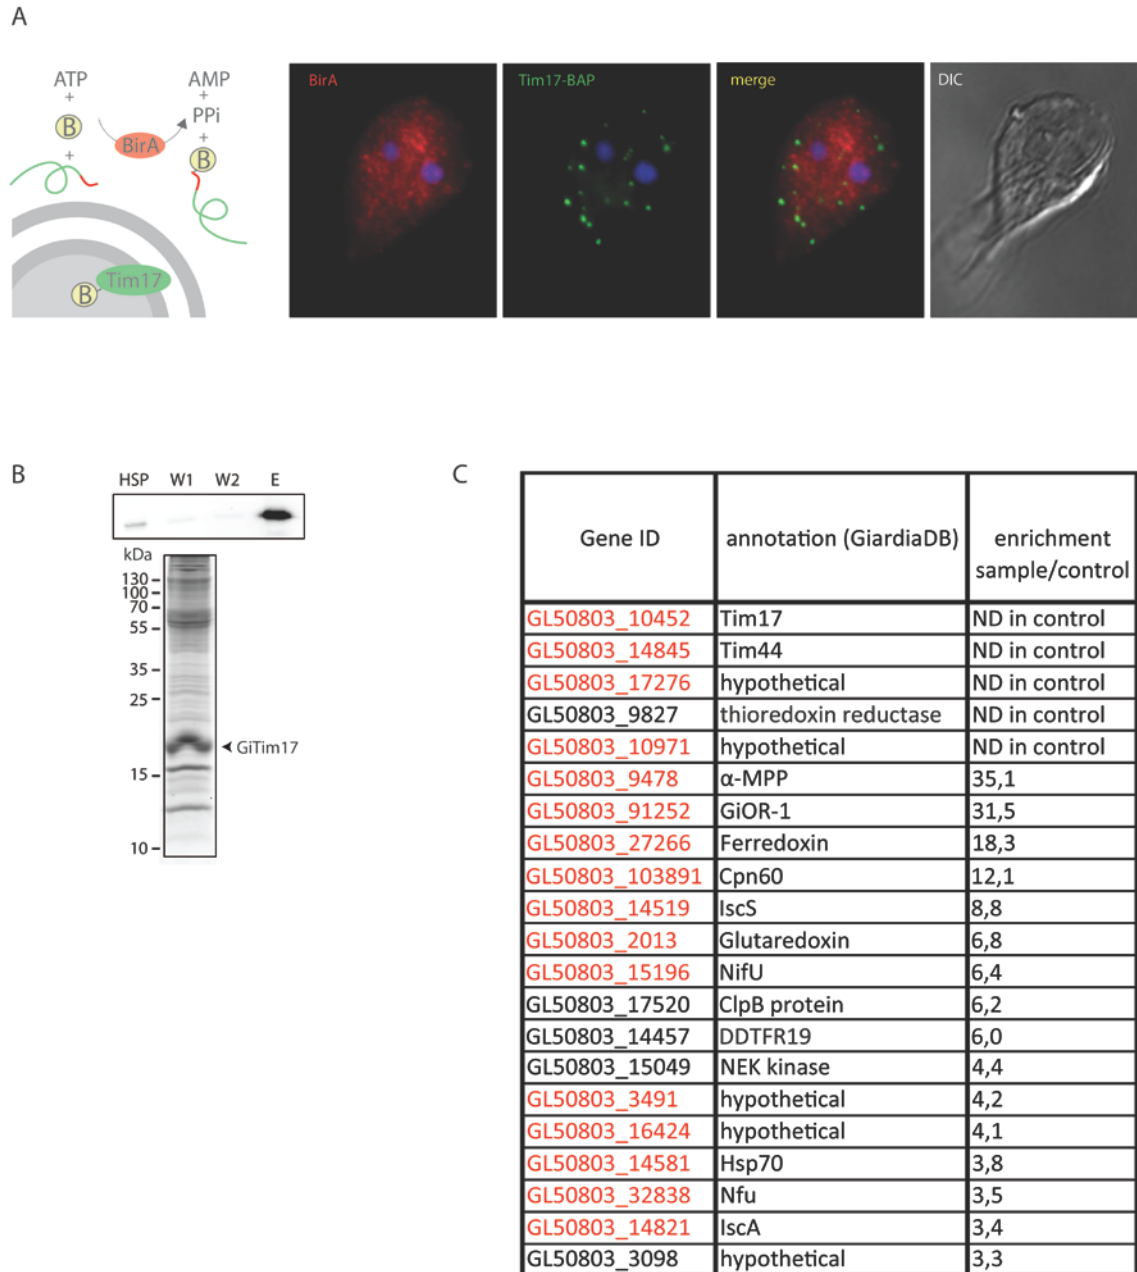 A
ATP
+
B
+
BirA
AMP
+
PPi
+
B
B
Tim17
BirA
Tim17-BAP
merge
DIC
B
HSP W1 W2 E
kDa
130
100
70
55
35
25
GiTim17
15
10
C
Gene ID annotation (GiardiaDB) enrichment
sample/control
GL50803_10452 Tim17 ND in control
GL50803_14845 Tim44 ND in control
GL50803_17276 hypothetical ND in control
GL50803_9827 thioredoxin reductase ND in control
GL50803_10971 hypothetical ND in control
GL50803_9478 α-MPP 35,1
GL50803_91252 GiOR-1 31,5
GL50803_27266 Ferredoxin 18,3
GL50803_103891 Cpn60 12,1
GL50803_14519 IscS 8,8
GL50803_2013 Glutaredoxin 6,8
GL50803_15196 NifU 6,4
GL50803_17520 ClpB protein 6,2
GL50803_14457 DDTFR19 6,0
GL50803_15049 NEK kinase 4,4
GL50803_3491 hypothetical 4,2
GL50803_16424 hypothetical 4,1
GL50803_14581 Hsp70 3,8
GL50803_32838 Nfu 3,5
GL50803_14821 IscA 3,4
GL50803_3098 hypothetical 3,3